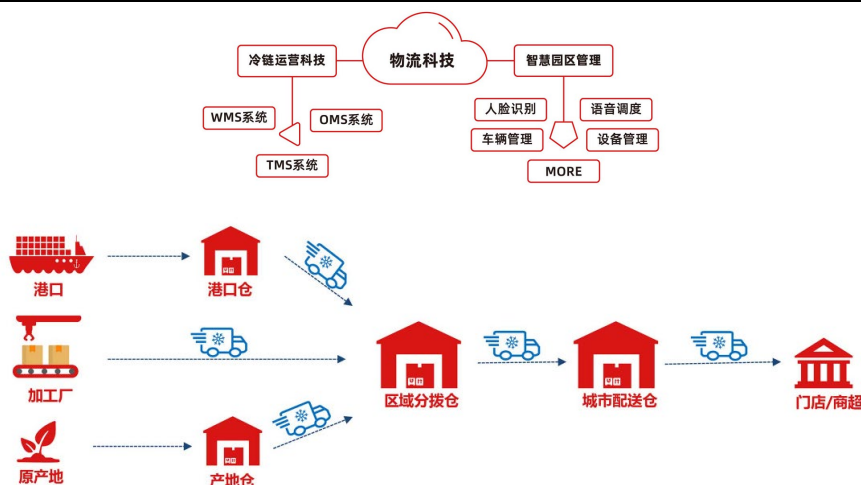 物流科技
冷链运营科技
智慧园区管理
WMS系统
OMS系统
TMS系统
人脸识别
语音调度
车辆管理
设备管理
MORE
港口
港口仓
加工厂
区域分拨仓
城市配送仓
门店/商超
原产地
产地仓